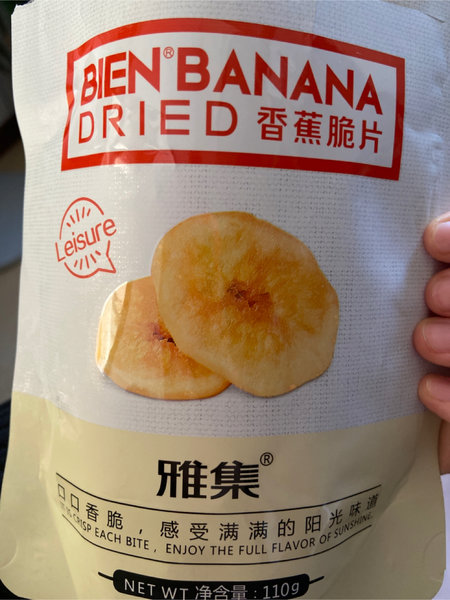 BIEN® BANANA
DRIED 香蕉脆片
Leisure
雅集®
口口香脆，感受满满的阳光味道
CRISP EACH BITE, ENJOY THE FULL FLAVOR OF SUNSHINE.
NET WT 净含量:110g